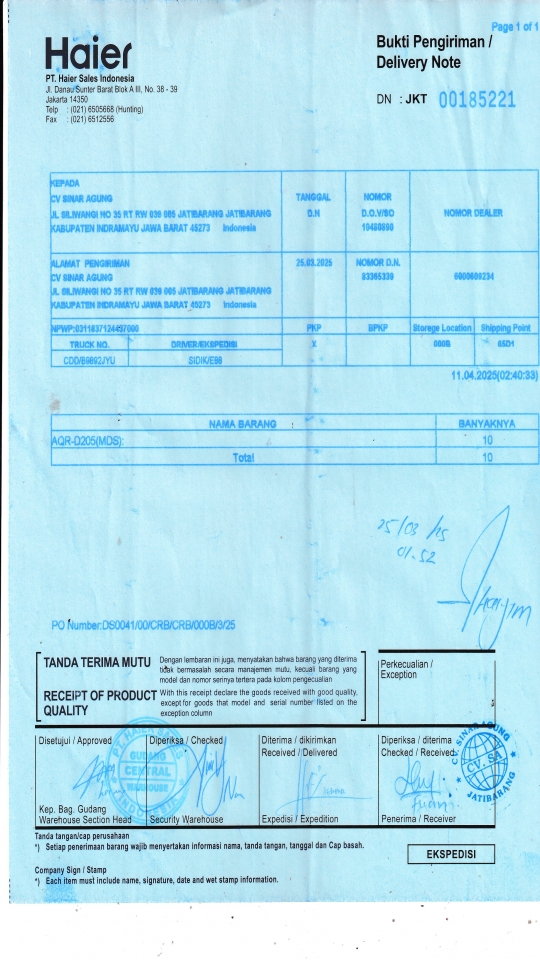 Page 1 of 1
Haier
PT. Haier Sales Indonesia
Jl. Danau Sunter Barat Blok A III, No. 38 - 39
Jakarta 14350
Telp : (021) 6505668 (Hunting)
Fax : (021) 6512556
Bukti Pengiriman /
Delivery Note
DN : JKT 00185221
KEPADA
CV SINAR AGUNG
JL SILIWANGI NO 35 RT RW 039 005 JATIBARANG JATIBARANG
KABUPATEN INDRAMAYU JAWA BARAT 45273 Indonesia
TANGGAL
D.N
NOMOR
D.O.V/SO
NOMOR DEALER
ALAMAT PENGIRIMAN
CV SINAR AGUNG
JL SILIWANGI NO 35 RT RW 039 005 JATIBARANG JATIBARANG
KABUPATEN INDRAMAYU JAWA BARAT 45273 Indonesia
25.03.2025
NOMOR D.N.
83365339
PKP BPKP Storege Location Shipping Point
TRUCK NO. DRIVER/EKSPEDISI X 000B
11.04.2025(02:40:33)
NAMA BARANG BANYAKNYA
AQR-D205(MDS): 10
Total 10
25/03/25
01.52
PO Number:DS0041/00/CRB/CRB/000B/3/25
TANDA TERIMA MUTU
Dengan lembaran ini juga, menyatakan bahwa barang yang diterima
tidak bermasalah secara manajemen mutu, kecuali barang yang
model dan nomor serinya tertera pada kolom pengecualian
RECEIPT OF PRODUCT
QUALITY
With this receipt declare the goods received with good quality,
except for goods that model and serial number listed on the
exception column
Perkecualian /
Exception
Disetujui / Approved
Kep. Bag. Gudang
Warehouse Section Head
Diperiksa / Checked
Security Warehouse
Diterima / dikirimkan
Received / Delivered
Expedisi / Expedition
Diperiksa / diterima
Checked / Received
Penerima / Receiver
GUDANG
CENTRAL
WAREHOUSE
CV. SINAR AGUNG
CV. SA
JATIBARANG
Tanda tangan/cap perusahaan
*) Setiap penerimaan barang wajib menyertakan informasi nama, tanda tangan, tanggal dan Cap basah.
Company Sign / Stamp
*) Each item must include name, signature, date and wet stamp information.
EKSPEDISI